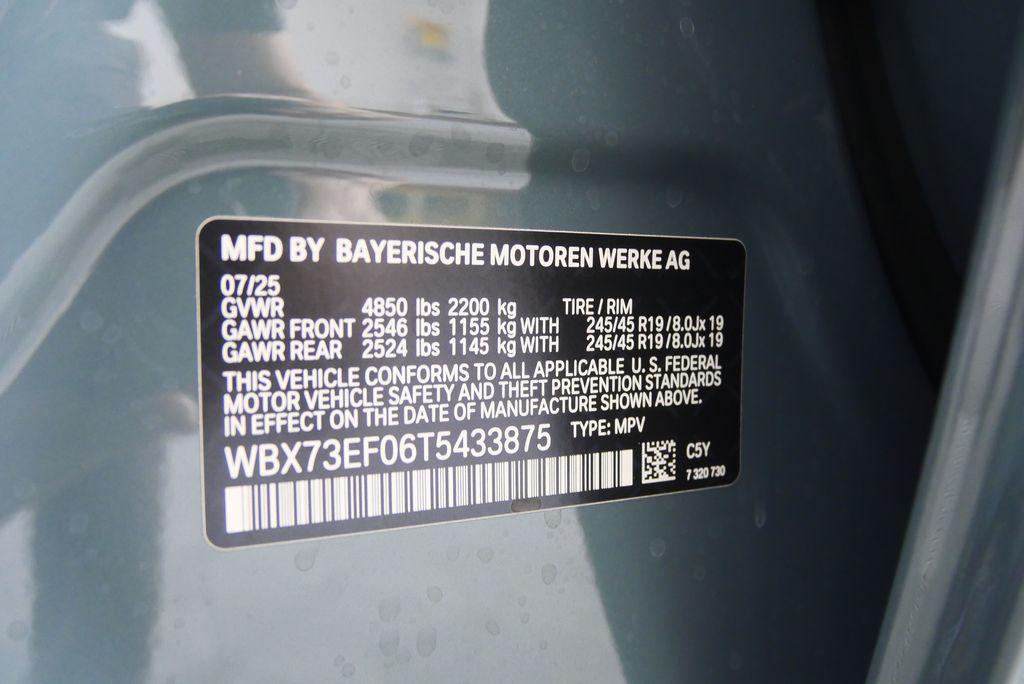 MFD BY BAYERISCHE MOTOREN WERKE AG
07/25
GVWR 4850 lbs 2200 kg TIRE / RIM
GAWR FRONT 2546 lbs 1155 kg WITH 245/45 R19 / 8.0Jx 19
GAWR REAR 2524 lbs 1145 kg WITH 245/45 R19 / 8.0Jx 19
THIS VEHICLE CONFORMS TO ALL APPLICABLE U. S. FEDERAL
MOTOR VEHICLE SAFETY AND THEFT PREVENTION STANDARDS
IN EFFECT ON THE DATE OF MANUFACTURE SHOWN ABOVE.
WBX73EF06T5433875 TYPE: MPV
C5Y
7 320 730